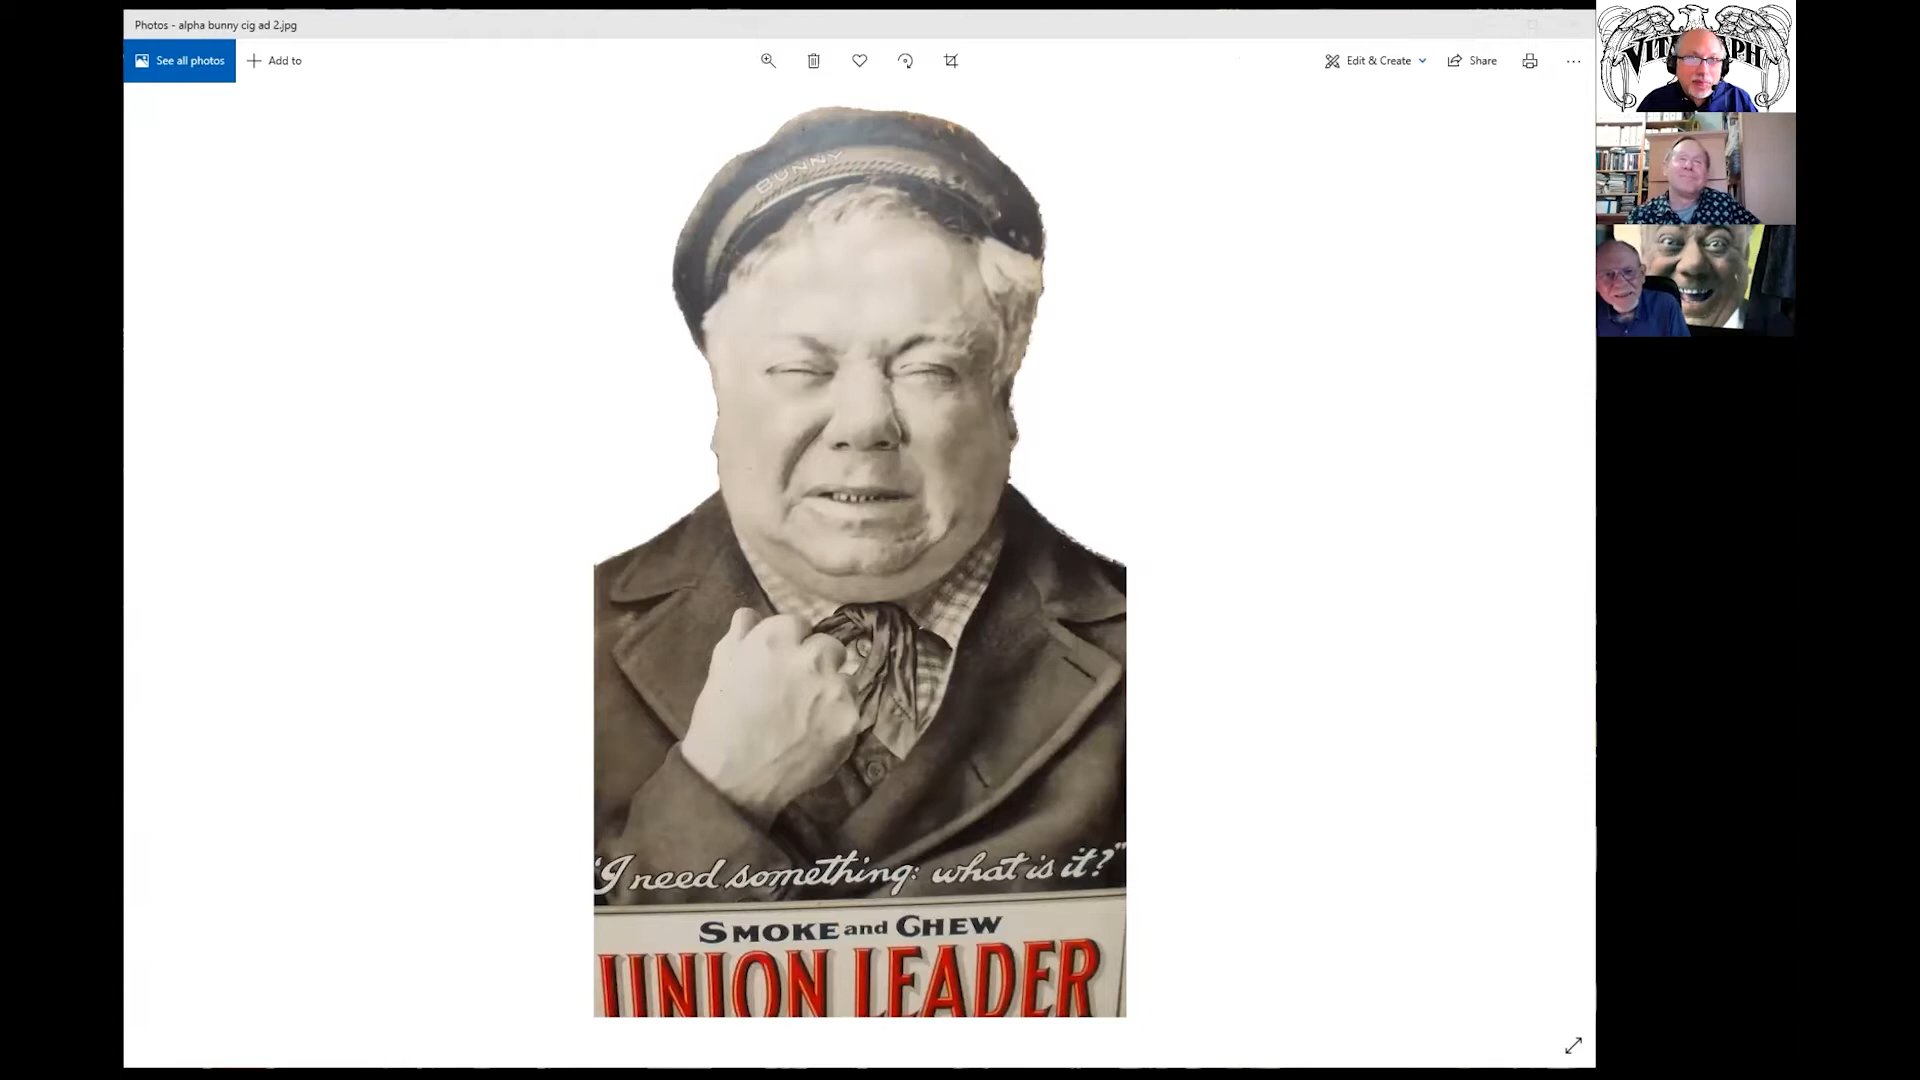 Photos - alpha bunny cig ad 2.jpg
See all photos
Add to
Edit & Create
Share
BUNNY
"I need something: what is it?"
SMOKE and CHEW
UNION LEADER